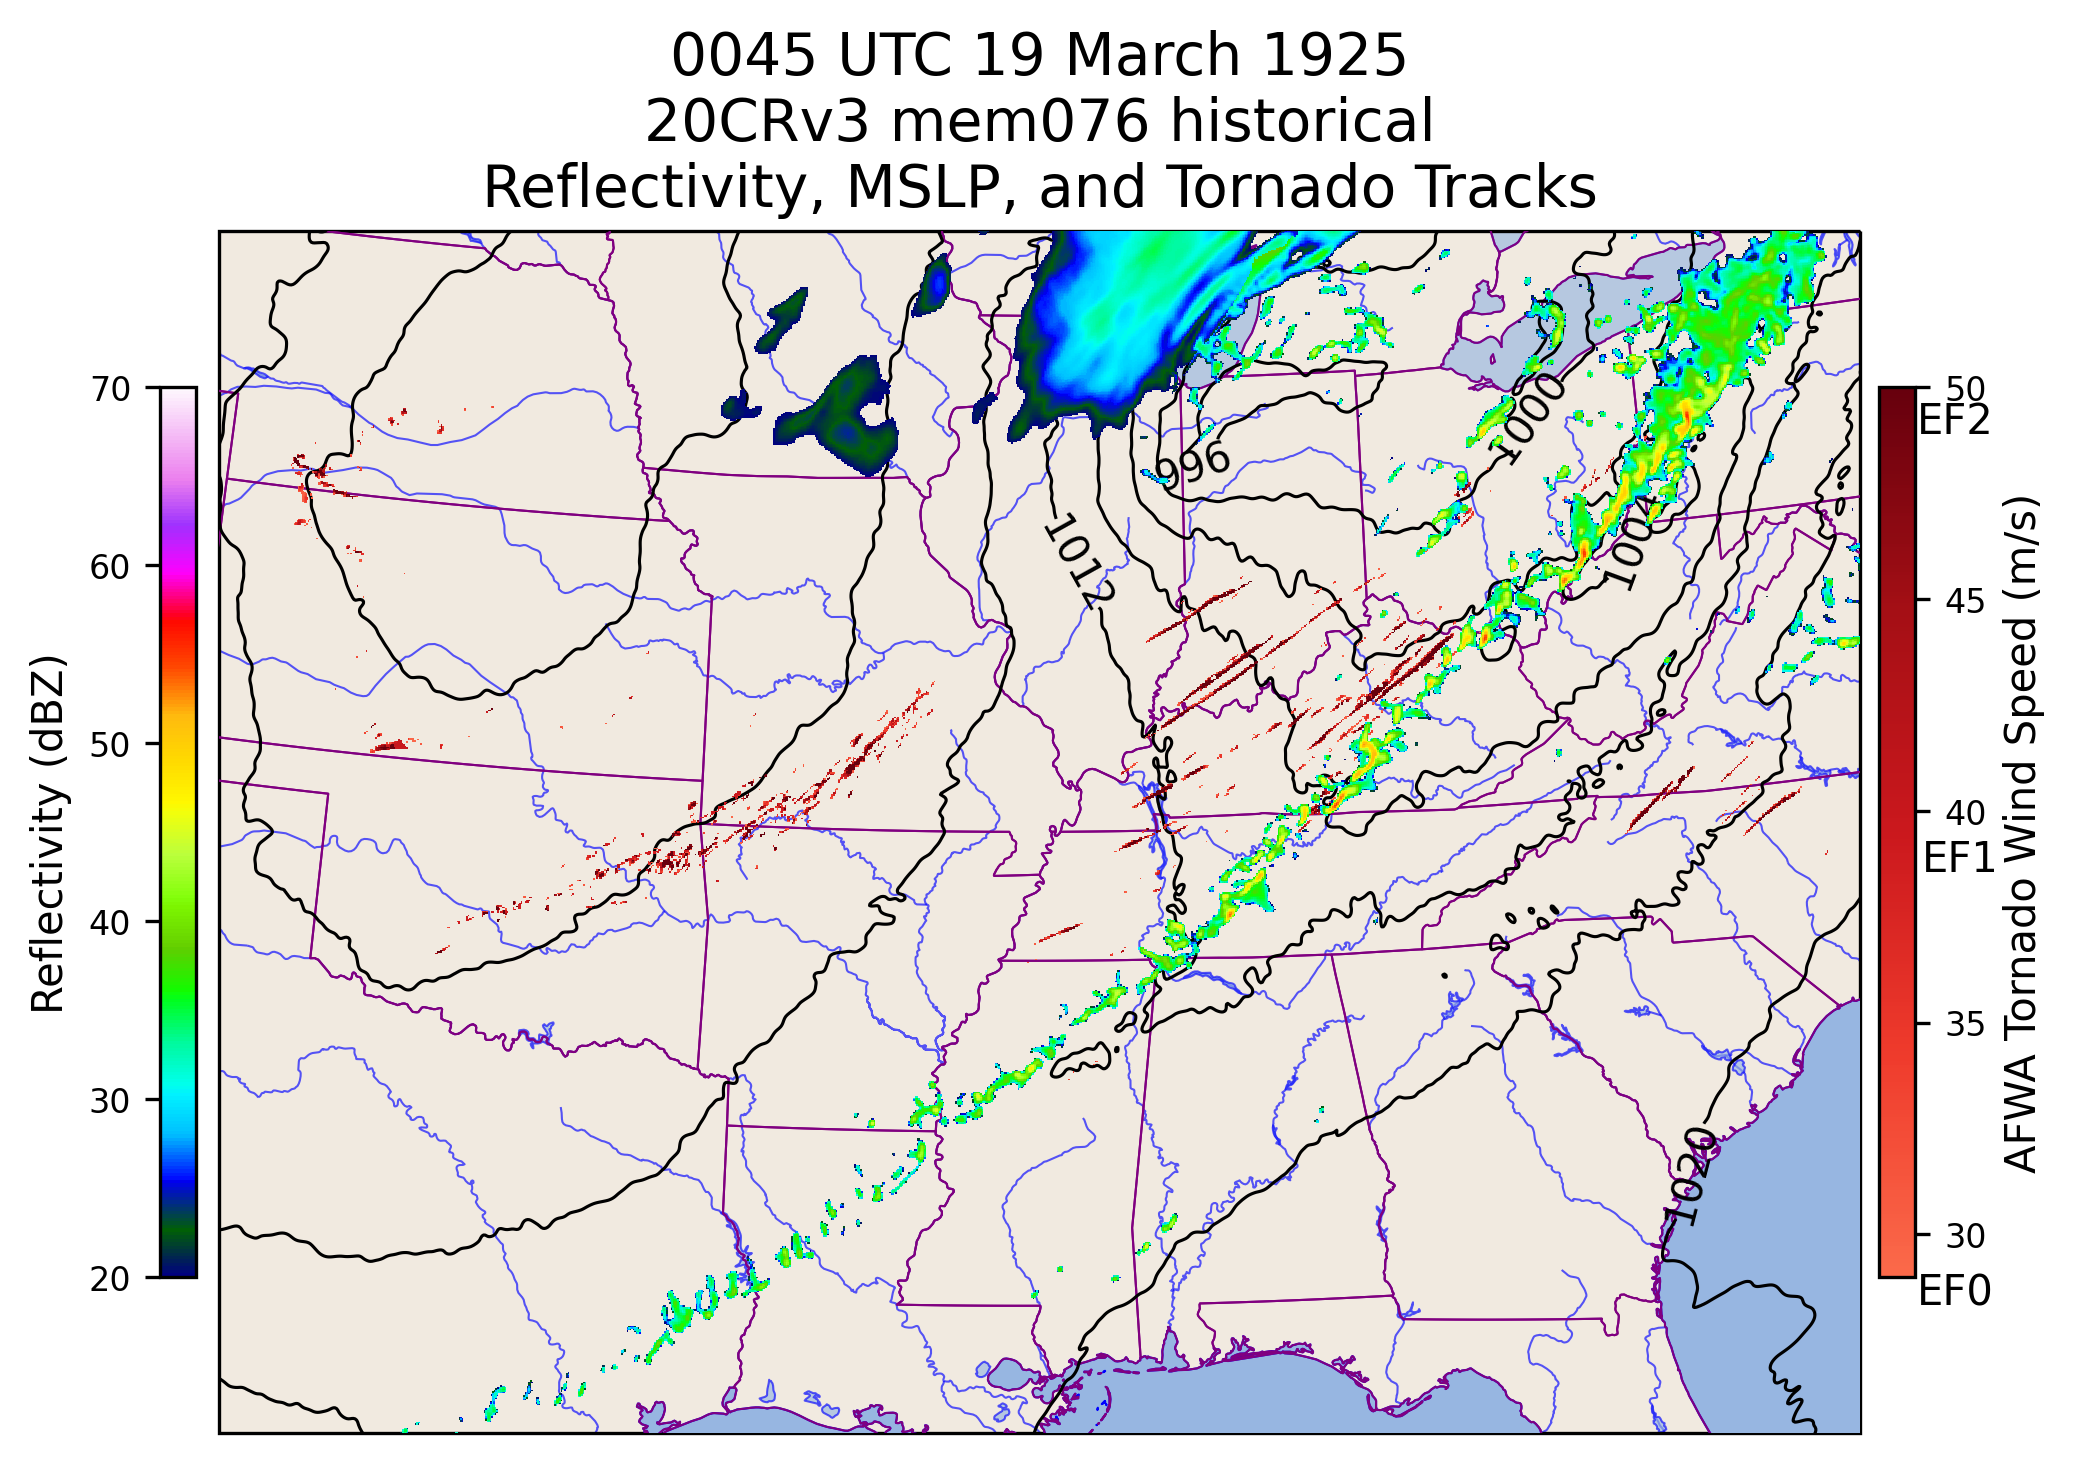 0045 UTC 19 March 1925
20CRv3 mem076 historical
Reflectivity, MSLP, and Tornado Tracks
Reflectivity (dBZ)
70
60
50
40
30
20
996
1000
1004
1012
1020
50
EF2
45
40
EF1
35
30
EF0
AFWA Tornado Wind Speed (m/s)